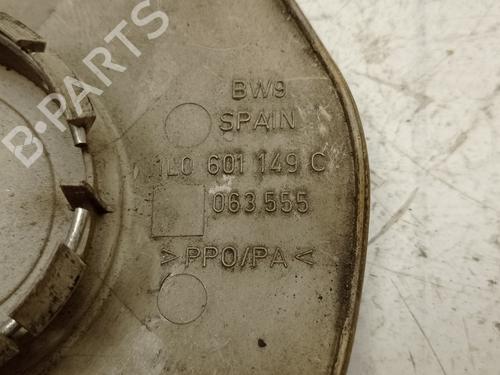 B-PARTS
BW9
SPAIN
1L0 601 149 C
063 555
>PPO/PA<